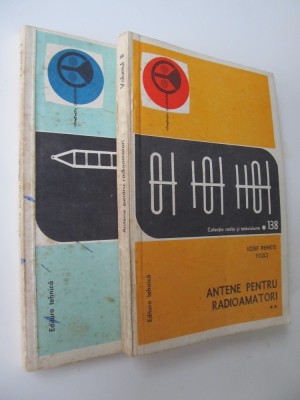 Editura tehnică
Volumul II
Antene pentru radioamatori
Colecția radio și televiziune • 138
IOSIF REMETE
YO2CJ
ANTENE PENTRU
RADIOAMATORI
**
Editura tehnică